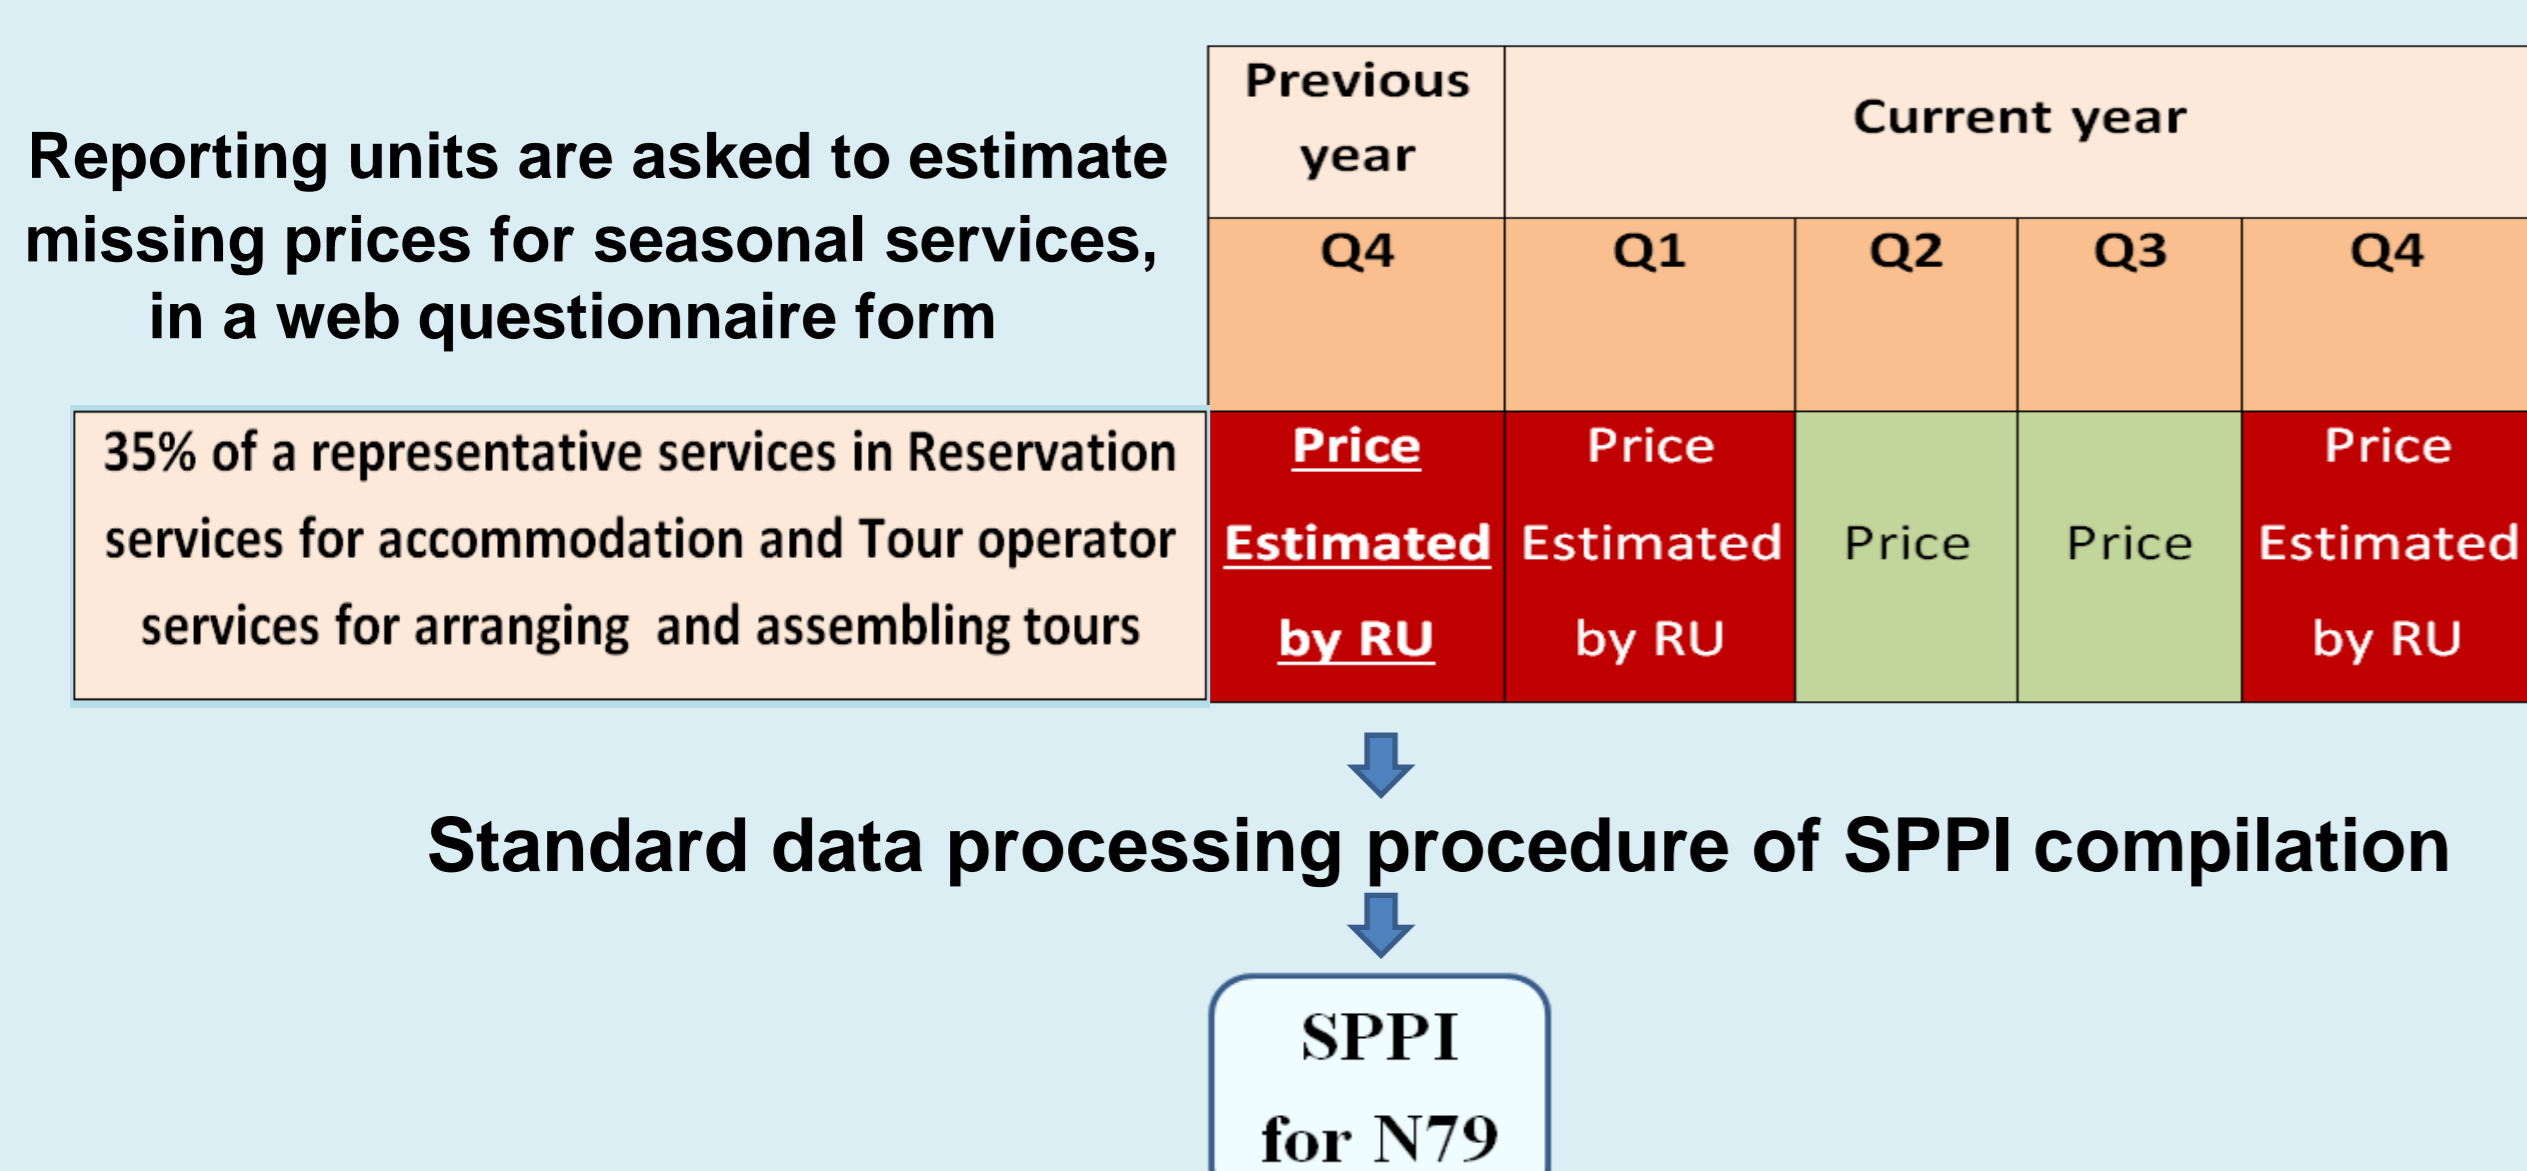 Reporting units are asked to estimate
missing prices for seasonal services,
in a web questionnaire form
Previous
year
Current year
Q4 Q1 Q2 Q3 Q4
35% of a representative services in Reservation
services for accommodation and Tour operator
services for arranging and assembling tours
Price
Estimated
by RU
Price
Estimated
by RU
Price
Price
Price
Estimated
by RU
Standard data processing procedure of SPPI compilation
SPPI
for N79